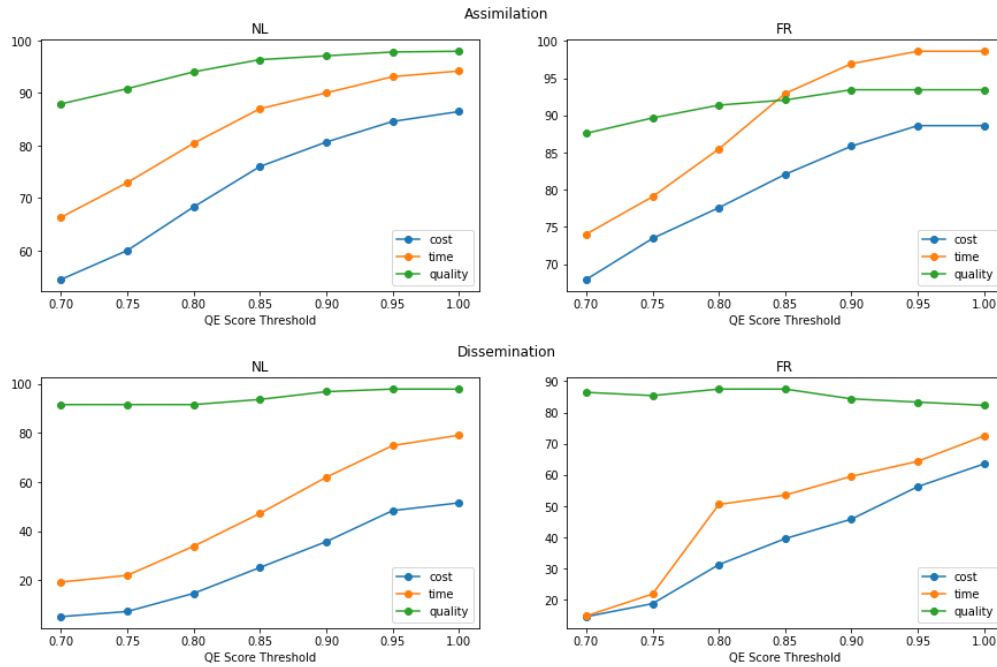 Assimilation
NL
100
90
80
70
60
0.70 0.75 0.80 0.85 0.90 0.95 1.00
QE Score Threshold
cost
time
quality
FR
100
95
90
85
80
75
70
0.70 0.75 0.80 0.85 0.90 0.95 1.00
QE Score Threshold
cost
time
quality
Dissemination
NL
100
80
60
40
20
0.70 0.75 0.80 0.85 0.90 0.95 1.00
QE Score Threshold
cost
time
quality
FR
90
80
70
60
50
40
30
20
0.70 0.75 0.80 0.85 0.90 0.95 1.00
QE Score Threshold
cost
time
quality